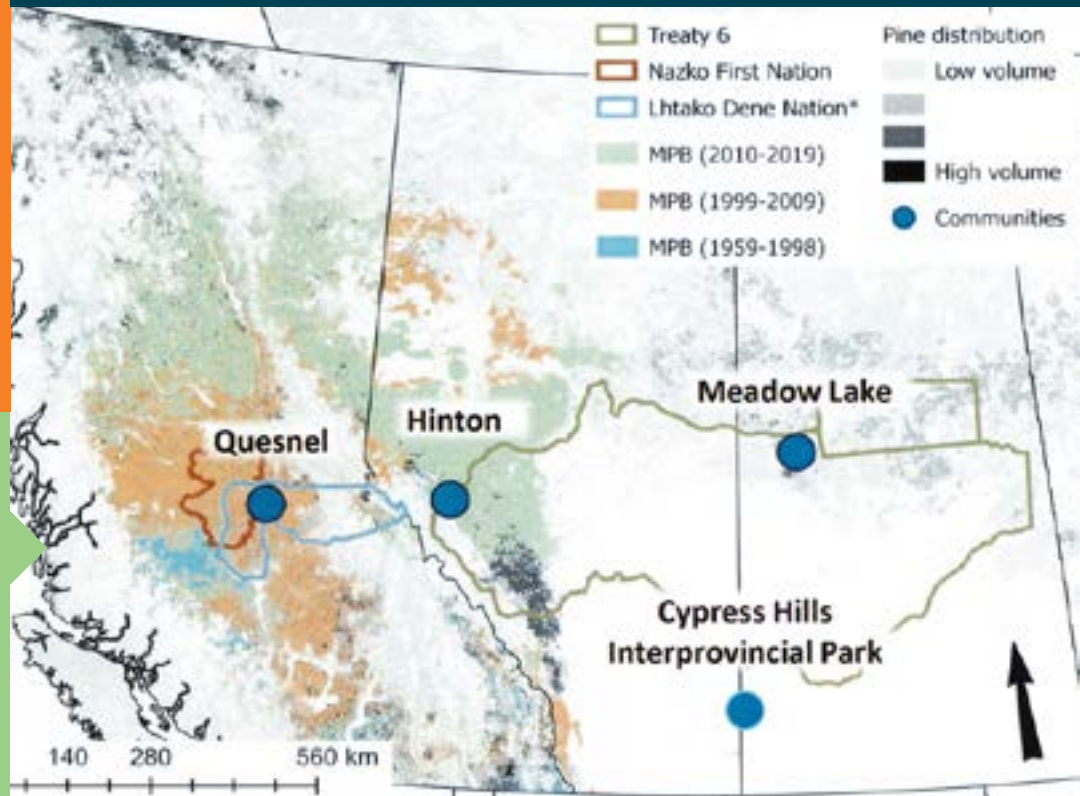 Treaty 6
Nazko First Nation
Lhtako Dene Nation*
MPB (2010-2019)
MPB (1999-2009)
MPB (1959-1998)
Pine distribution
Low volume
High volume
Communities
Quesnel
Hinton
Meadow Lake
Cypress Hills
Interprovincial Park
140 280 560 km